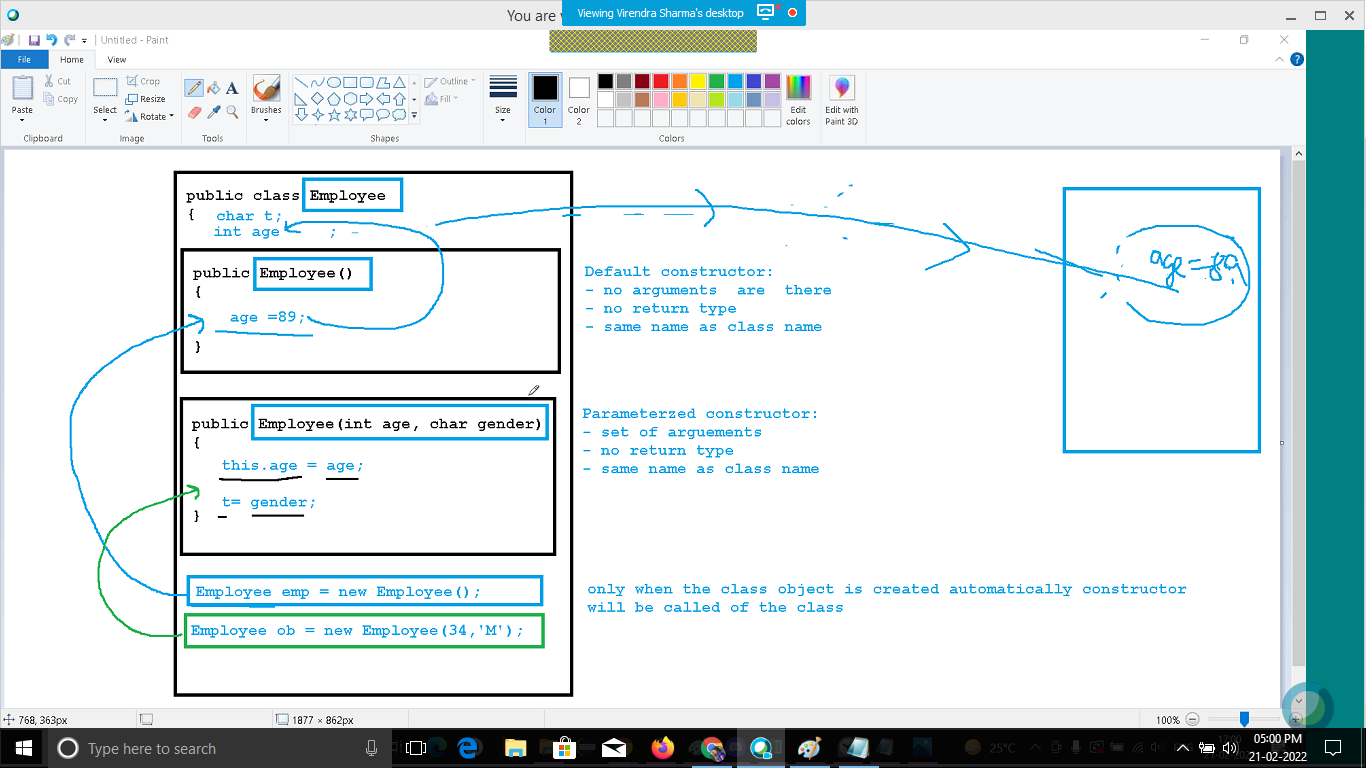 You are v
Viewing Virendra Sharma's desktop
Untitled - Paint
File
Home
View
Paste
Cut
Copy
Clipboard
Select
Crop
Resize
Rotate
Image
Tools
Brushes
Shapes
Outline
Fill
Size
Color
1
Color
2
Edit
colors
Colors
Edit with
Paint 3D
public class Employee
{ char t;
int age ;
public Employee()
{
age =89;
}
Default constructor:
- no arguments are there
- no return type
- same name as class name
age = 89
public Employee(int age, char gender)
{
this.age = age;
t= gender;
}
Parameterzed constructor:
- set of arguements
- no return type
- same name as class name
Employee emp = new Employee();
Employee ob = new Employee(34,'M');
only when the class object is created automatically constructor
will be called of the class
768, 363px
1877 × 862px
100%
Type here to search
25°C
05:00 PM
21-02-2022